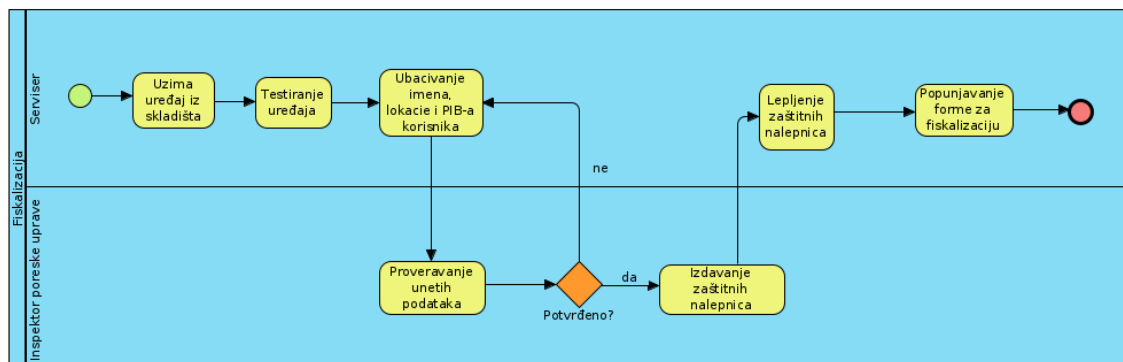 Fiskalizacija
Serviser
Uzima
uređaj iz
skladišta
Testiranje
uređaja
Ubacivanje
imena,
lokacie i PIB-a
korisnika
Lepljenje
zaštitnih
nalepnica
Popunjavanje
forme za
fiskalizaciju
ne
Inspektor poreske uprave
Proveravanje
unetih
podataka
Potvrđeno?
da
Izdavanje
zaštitnih
nalepnica